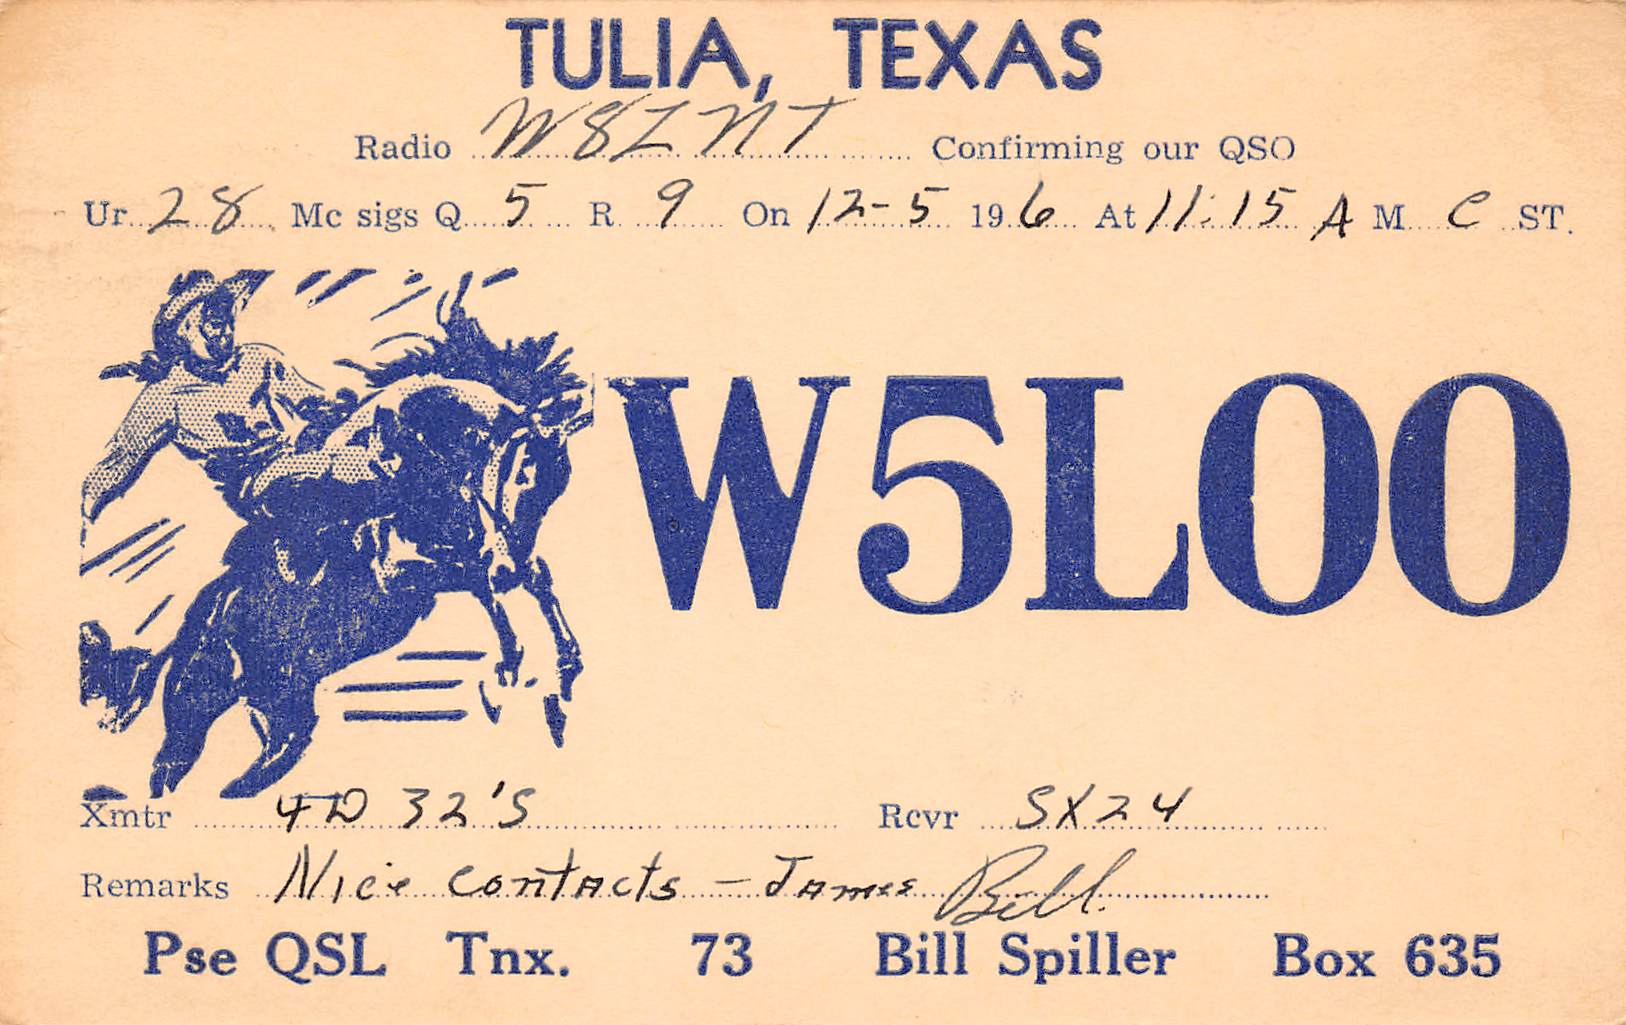 TULIA, TEXAS
Radio W8ZNT Confirming our QSO
Ur 28 Mc sigs Q 5 R 9 On 12-5 196 At 11:15 A M C ST.
W5LOO
Xmtr 4D 32'S Rcvr SX24
Remarks Nice contacts - James Bill
Pse QSL Tnx. 73 Bill Spiller Box 635